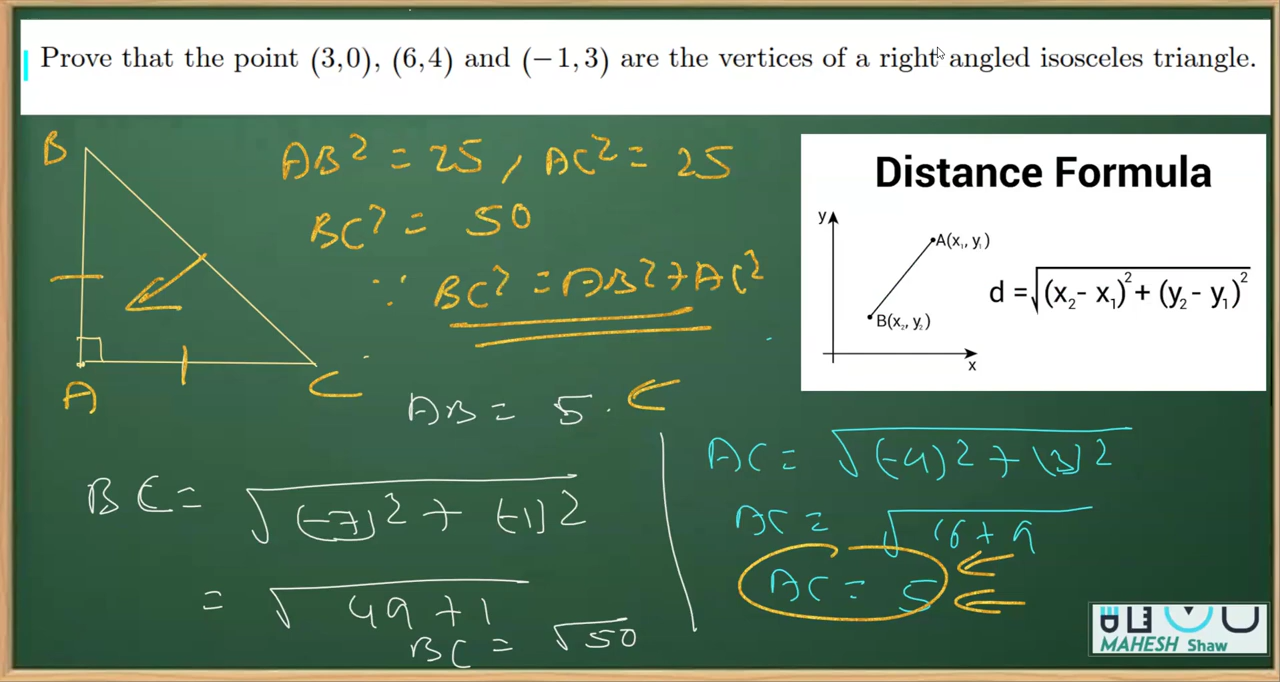 Prove that the point (3,0), (6,4) and (−1,3) are the vertices of a right angled isosceles triangle.
B
A
C
AB² = 25, AC² = 25
BC² = 50
∵ BC² = AB² + AC²
AB = 5.
BC = √(-7)² + (-1)²
= √49 + 1
BC = √50
Distance Formula
y
A(x₁, y₁)
B(x₂, y₂)
x
d = √(x₂ - x₁)² + (y₂ - y₁)²
AC = √(-4)² + (3)²
AC = √16 + 9
AC = 5
MAHESH Shaw